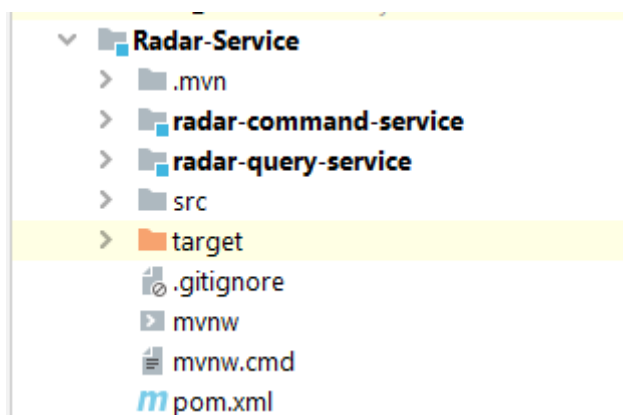 Radar-Service
.mvn
radar-command-service
radar-query-service
src
target
.gitignore
mvnw
mvnw.cmd
m pom.xml